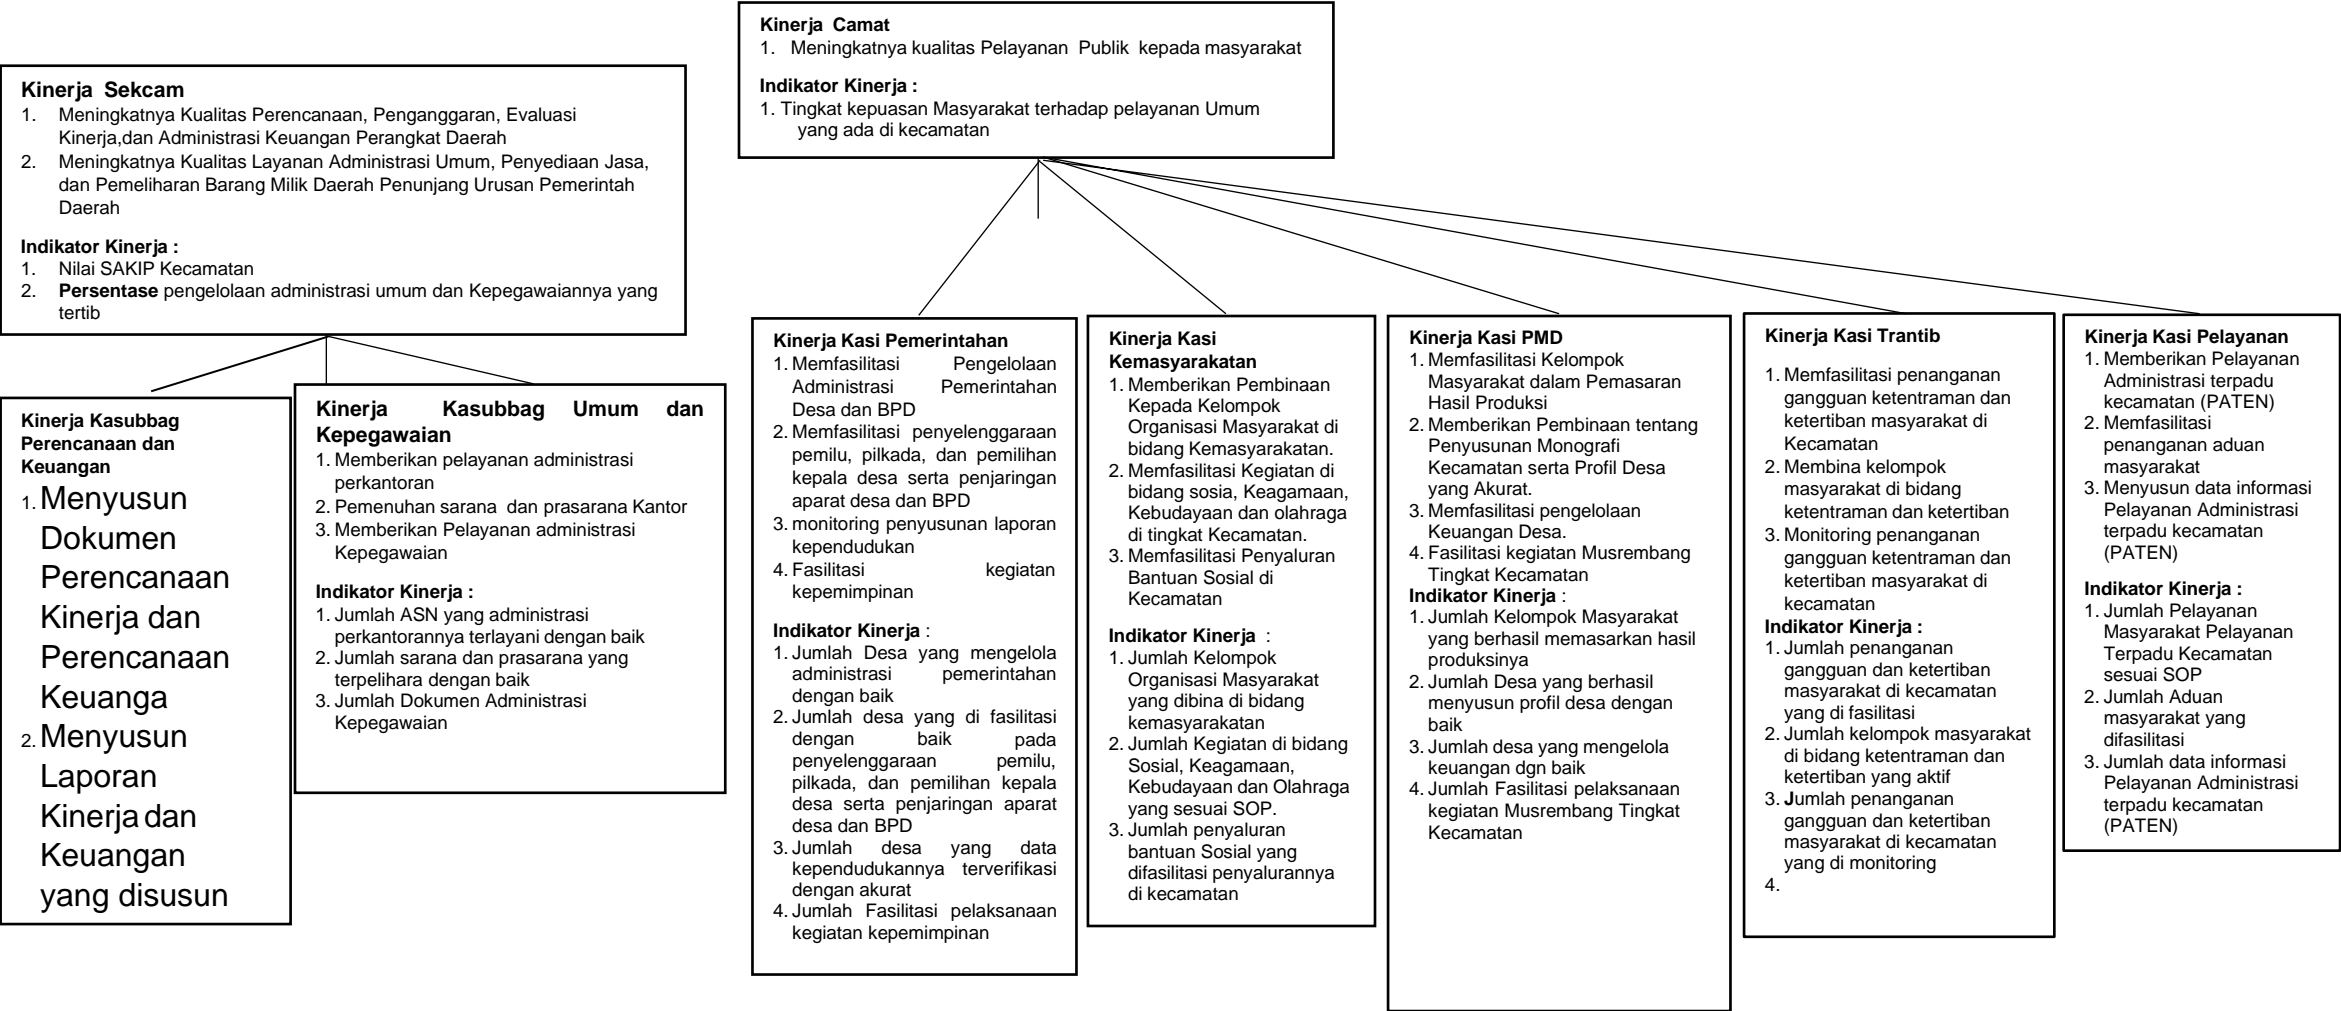 Kinerja Camat
1. Meningkatnya kualitas Pelayanan Publik kepada masyarakat
Indikator Kinerja :
1. Tingkat kepuasan Masyarakat terhadap pelayanan Umum
yang ada di kecamatan
Kinerja Sekcam
1. Meningkatnya Kualitas Perencanaan, Penganggaran, Evaluasi
Kinerja,dan Administrasi Keuangan Perangkat Daerah
2. Meningkatnya Kualitas Layanan Administrasi Umum, Penyediaan Jasa,
dan Pemeliharan Barang Milik Daerah Penunjang Urusan Pemerintah
Daerah
Indikator Kinerja :
1. Nilai SAKIP Kecamatan
2. Persentase pengelolaan administrasi umum dan Kepegawaiannya yang
tertib
Kinerja Kasubbag
Perencanaan dan
Keuangan
1. Menyusun
Dokumen
Perencanaan
Kinerja dan
Perencanaan
Keuanga
2. Menyusun
Laporan
Kinerja dan
Keuangan
yang disusun
Kinerja Kasubbag Umum dan
Kepegawaian
1. Memberikan pelayanan administrasi
perkantoran
2. Pemenuhan sarana dan prasarana Kantor
3. Memberikan Pelayanan administrasi
Kepegawaian
Indikator Kinerja :
1. Jumlah ASN yang administrasi
perkantorannya terlayani dengan baik
2. Jumlah sarana dan prasarana yang
terpelihara dengan baik
3. Jumlah Dokumen Administrasi
Kepegawaian
Kinerja Kasi Pemerintahan
1. Memfasilitasi Pengelolaan
Administrasi Pemerintahan
Desa dan BPD
2. Memfasilitasi penyelenggaraan
pemilu, pilkada, dan pemilihan
kepala desa serta penjaringan
aparat desa dan BPD
3. monitoring penyusunan laporan
kependudukan
4. Fasilitasi kegiatan
kepemimpinan
Indikator Kinerja :
1. Jumlah Desa yang mengelola
administrasi pemerintahan
dengan baik
2. Jumlah desa yang di fasilitasi
dengan baik pada
penyelenggaraan pemilu,
pilkada, dan pemilihan kepala
desa serta penjaringan aparat
desa dan BPD
3. Jumlah desa yang data
kependudukannya terverifikasi
dengan akurat
4. Jumlah Fasilitasi pelaksanaan
kegiatan kepemimpinan
Kinerja Kasi
Kemasyarakatan
1. Memberikan Pembinaan
Kepada Kelompok
Organisasi Masyarakat di
bidang Kemasyarakatan.
2. Memfasilitasi Kegiatan di
bidang sosia, Keagamaan,
Kebudayaan dan olahraga
di tingkat Kecamatan.
3. Memfasilitasi Penyaluran
Bantuan Sosial di
Kecamatan
Indikator Kinerja :
1. Jumlah Kelompok
Organisasi Masyarakat
yang dibina di bidang
kemasyarakatan
2. Jumlah Kegiatan di bidang
Sosial, Keagamaan,
Kebudayaan dan Olahraga
yang sesuai SOP.
3. Jumlah penyaluran
bantuan Sosial yang
difasilitasi penyalurannya
di kecamatan
Kinerja Kasi PMD
1. Memfasilitasi Kelompok
Masyarakat dalam Pemasaran
Hasil Produksi
2. Memberikan Pembinaan tentang
Penyusunan Monografi
Kecamatan serta Profil Desa
yang Akurat.
3. Memfasilitasi pengelolaan
Keuangan Desa.
4. Fasilitasi kegiatan Musrembang
Tingkat Kecamatan
Indikator Kinerja :
1. Jumlah Kelompok Masyarakat
yang berhasil memasarkan hasil
produksinya
2. Jumlah Desa yang berhasil
menyusun profil desa dengan
baik
3. Jumlah desa yang mengelola
keuangan dgn baik
4. Jumlah Fasilitasi pelaksanaan
kegiatan Musrembang Tingkat
Kecamatan
Kinerja Kasi Trantib
1. Memfasilitasi penanganan
gangguan ketentraman dan
ketertiban masyarakat di
Kecamatan
2. Membina kelompok
masyarakat di bidang
ketentraman dan ketertiban
3. Monitoring penanganan
gangguan ketentraman dan
ketertiban masyarakat di
kecamatan
Indikator Kinerja :
1. Jumlah penanganan
gangguan dan ketertiban
masyarakat di kecamatan
yang di fasilitasi
2. Jumlah kelompok masyarakat
di bidang ketentraman dan
ketertiban yang aktif
3. Jumlah penanganan
gangguan dan ketertiban
masyarakat di kecamatan
yang di monitoring
4.
Kinerja Kasi Pelayanan
1. Memberikan Pelayanan
Administrasi terpadu
kecamatan (PATEN)
2. Memfasilitasi
penanganan aduan
masyarakat
3. Menyusun data informasi
Pelayanan Administrasi
terpadu kecamatan
(PATEN)
Indikator Kinerja :
1. Jumlah Pelayanan
Masyarakat Pelayanan
Terpadu Kecamatan
sesuai SOP
2. Jumlah Aduan
masyarakat yang
difasilitasi
3. Jumlah data informasi
Pelayanan Administrasi
terpadu kecamatan
(PATEN)